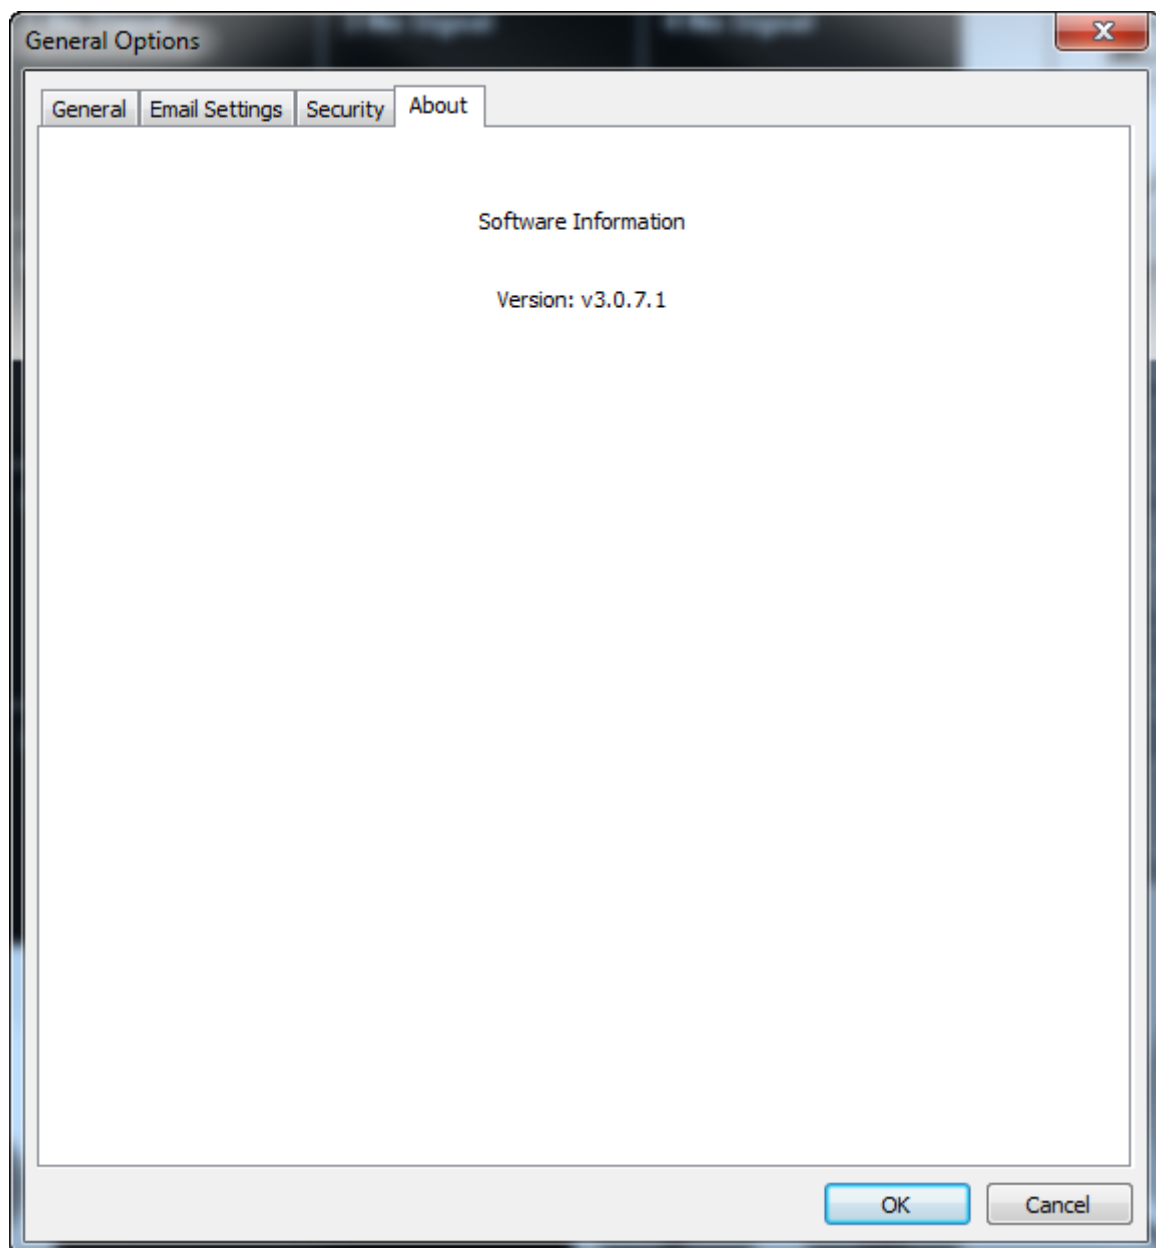 General Options
General
Email Settings
Security
About
Software Information
Version: v3.0.7.1
OK
Cancel